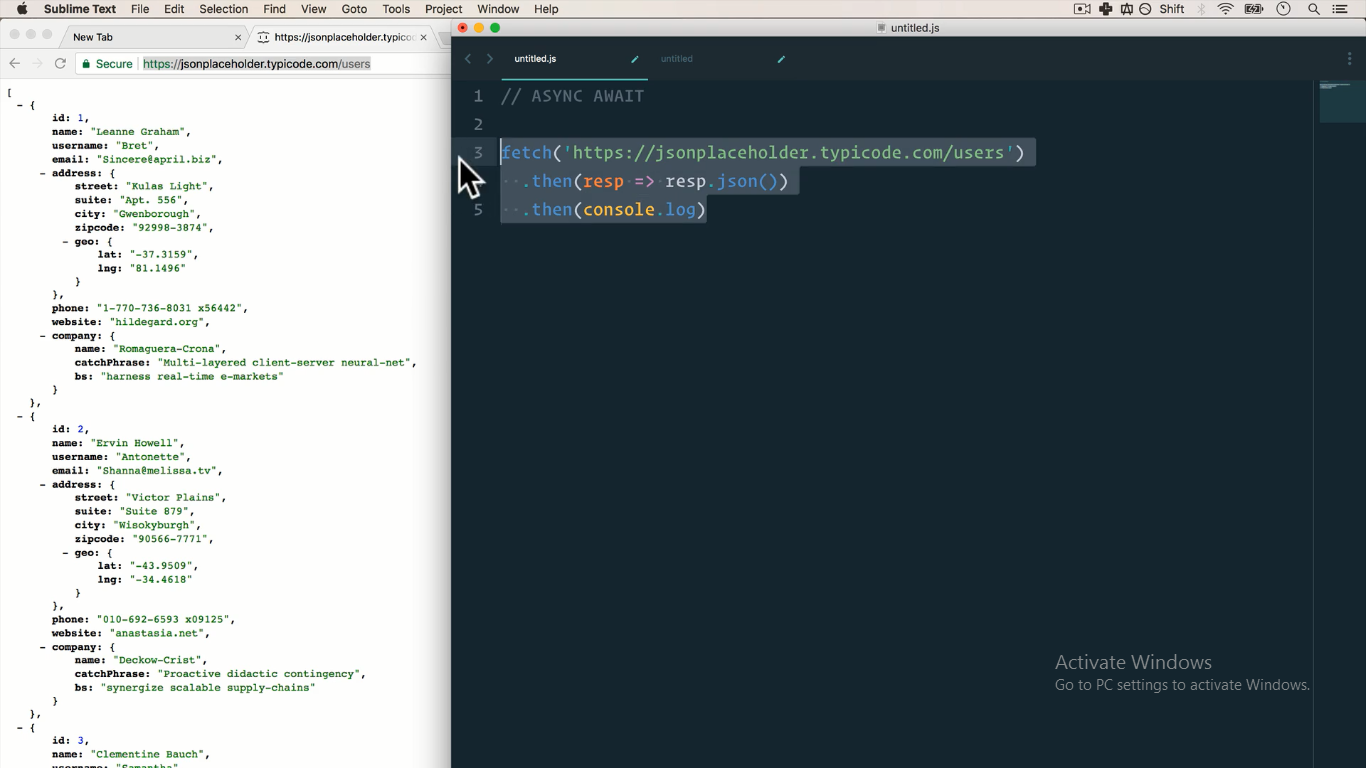 Sublime Text File Edit Selection Find View Goto Tools Project Window Help Shift
New Tab × https://jsonplaceholder.typico ×
Secure https://jsonplaceholder.typicode.com/users
[
- {
id: 1,
name: "Leanne Graham",
username: "Bret",
email: "Sincere@april.biz",
- address: {
street: "Kulas Light",
suite: "Apt. 556",
city: "Gwenborough",
zipcode: "92998-3874",
- geo: {
lat: "-37.3159",
lng: "81.1496"
}
},
phone: "1-770-736-8031 x56442",
website: "hildegard.org",
- company: {
name: "Romaguera-Crona",
catchPhrase: "Multi-layered client-server neural-net",
bs: "harness real-time e-markets"
}
},
- {
id: 2,
name: "Ervin Howell",
username: "Antonette",
email: "Shanna@melissa.tv",
- address: {
street: "Victor Plains",
suite: "Suite 879",
city: "Wisokyburgh",
zipcode: "90566-7771",
- geo: {
lat: "-43.9509",
lng: "-34.4618"
}
},
phone: "010-692-6593 x09125",
website: "anastasia.net",
- company: {
name: "Deckow-Crist",
catchPhrase: "Proactive didactic contingency",
bs: "synergize scalable supply-chains"
}
},
- {
id: 3,
name: "Clementine Bauch",
username: "Samantha"
untitled.js
untitled.js untitled
1 // ASYNC AWAIT
2
3 fetch('https://jsonplaceholder.typicode.com/users')
.then(resp => resp.json())
5 .then(console.log)
Activate Windows
Go to PC settings to activate Windows.